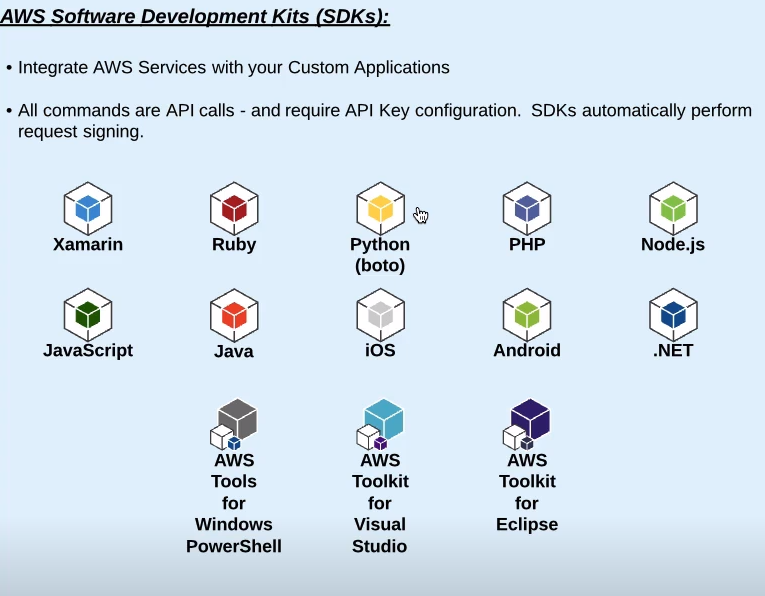 AWS Software Development Kits (SDKs):
• Integrate AWS Services with your Custom Applications
• All commands are API calls - and require API Key configuration.  SDKs automatically perform
request signing.
Xamarin
Ruby
Python
(boto)
PHP
Node.js
JavaScript
Java
iOS
Android
.NET
AWS
Tools
for
Windows
PowerShell
AWS
Toolkit
for
Visual
Studio
AWS
Toolkit
for
Eclipse